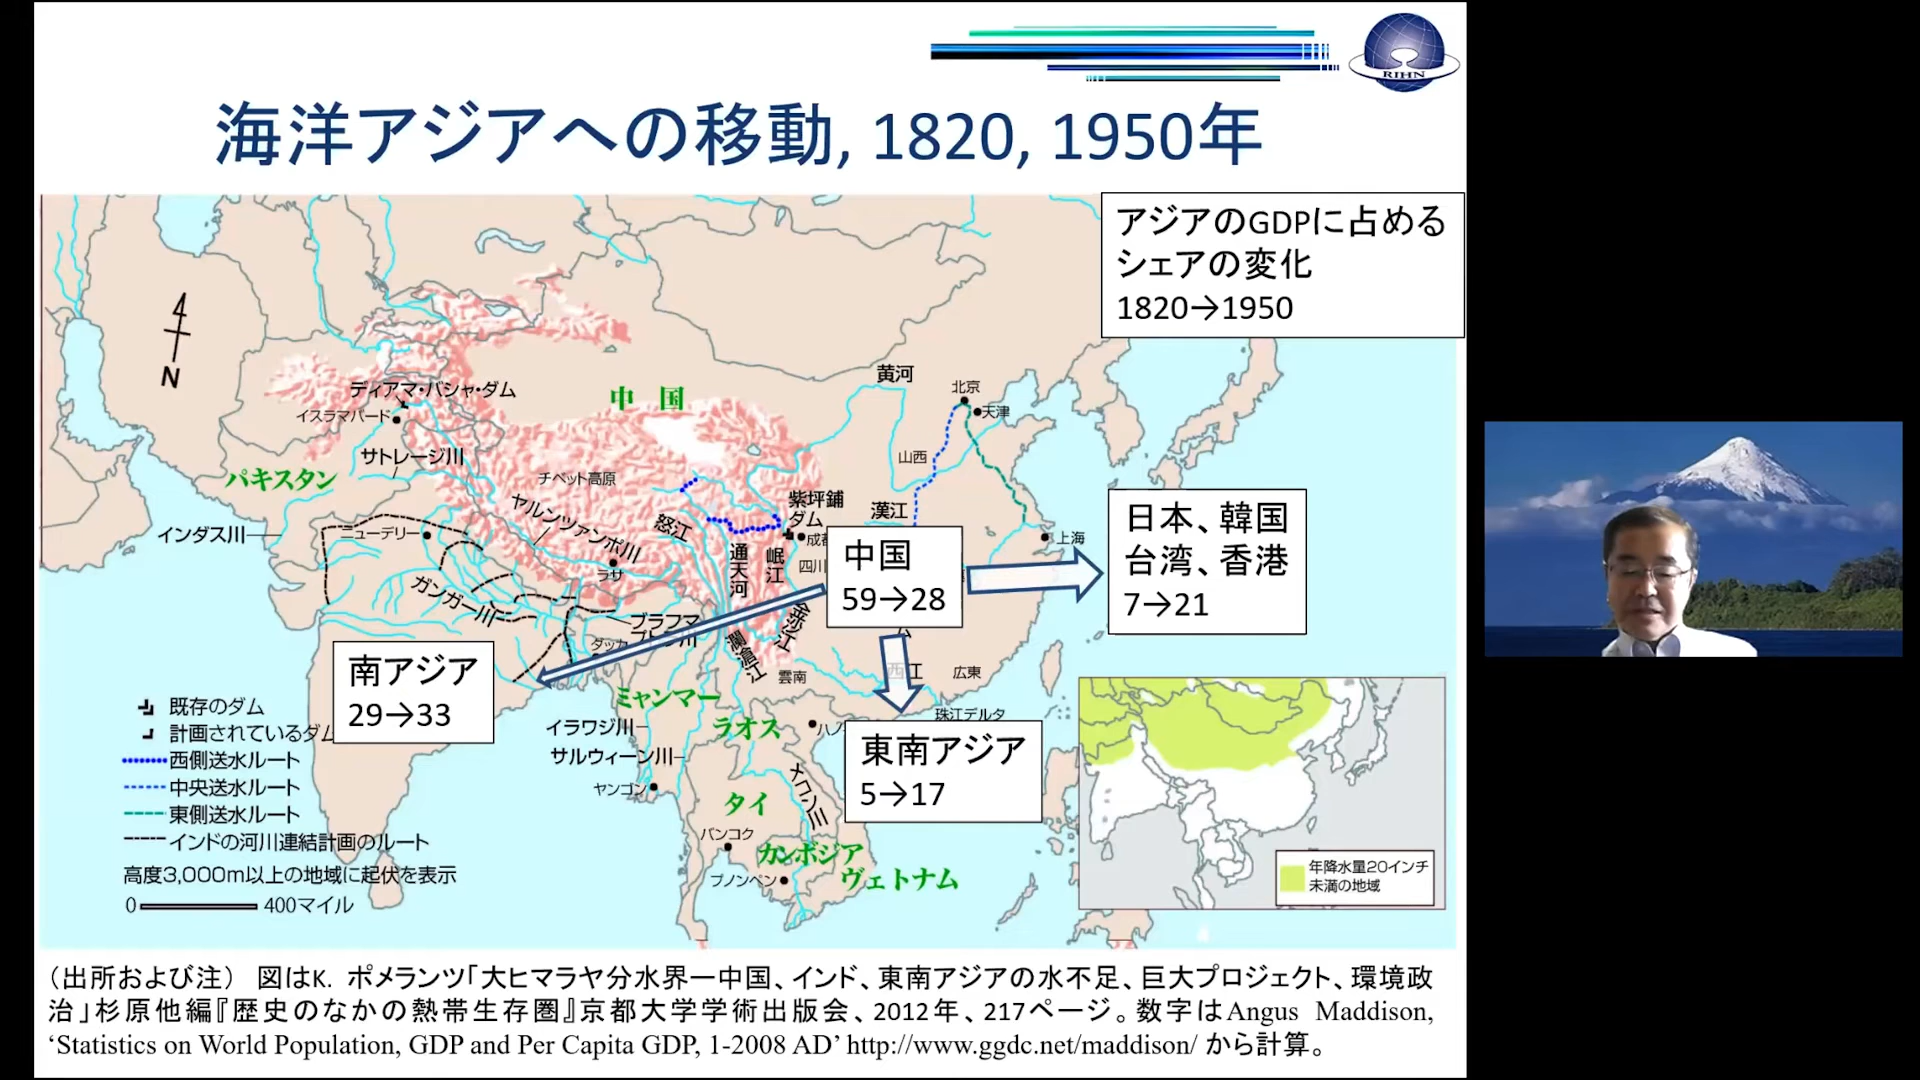 RIHN
海洋アジアへの移動, 1820, 1950年
アジアのGDPに占める
シェアの変化
1820→1950
黄河
北京
天津
中 国
ディアマ・バシャ・ダム
イスラマバード
サトレージ川
パキスタン
チベット高原
山西
紫坪鋪
ダム
漢江
ヤルンツァンポ川
怒江
インダス川
ニューデリー
成都
上海
通天河
岷江
四川
ラサ
ガンガー川
中国
59→28
日本、韓国
台湾、香港
7→21
ブラフマ
プトラ川
ダッカ
金沙江
瀾滄江
雲南
西江
広東
南アジア
29→33
ミャンマー
イラワジ川
ラオス
珠江デルタ
サルウィーン川
ヤンゴン
東南アジア
5→17
タイ
バンコク
カンボジア
プノンペン
ヴェトナム
既存のダム
計画されているダム
西側送水ルート
中央送水ルート
東側送水ルート
インドの河川連結計画のルート
高度3,000m以上の地域に起伏を表示
0 400マイル
年降水量20インチ
未満の地域
（出所および注） 図はK. ポメランツ「大ヒマラヤ分水界―中国、インド、東南アジアの水不足、巨大プロジェクト、環境政
治」杉原他編『歴史のなかの熱帯生存圏』京都大学学術出版会、2012年、217ページ。数字はAngus Maddison,
‘Statistics on World Population, GDP and Per Capita GDP, 1-2008 AD’ http://www.ggdc.net/maddison/ から計算。